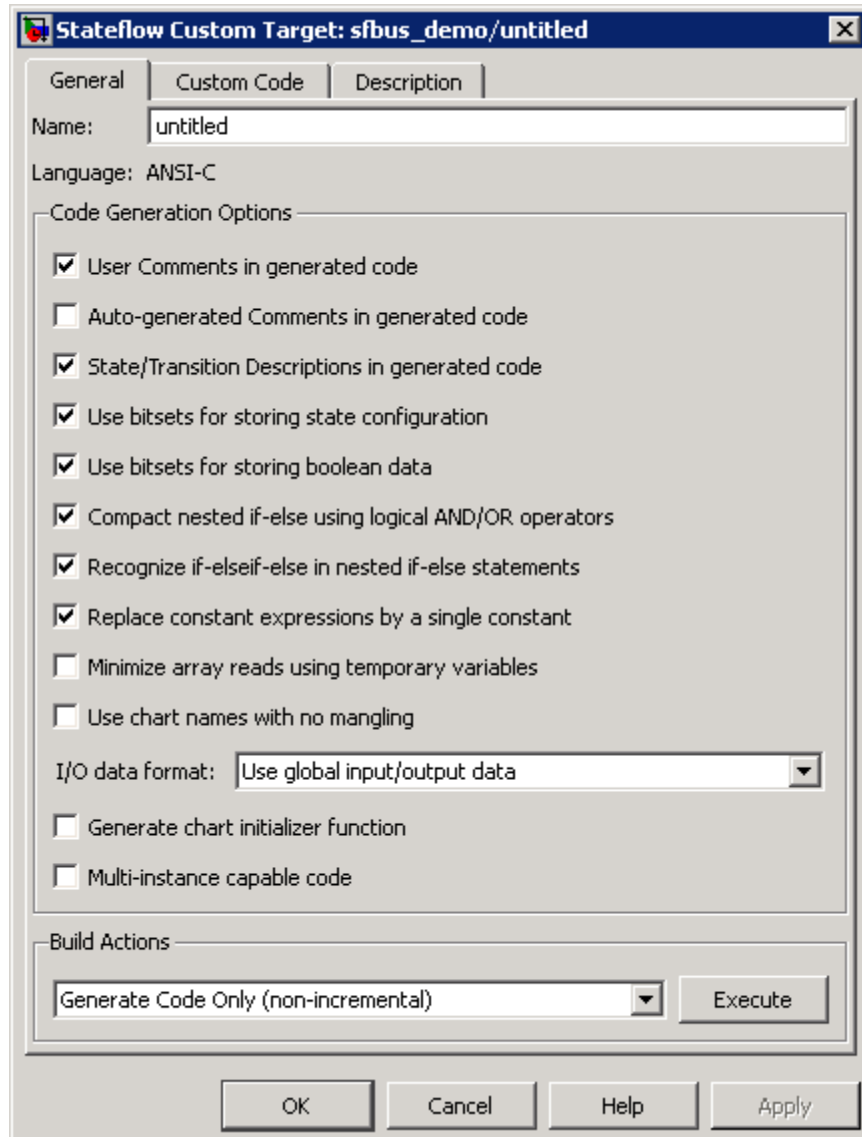 Stateflow Custom Target: sfbus_demo/untitled
General Custom Code Description
Name: untitled
Language: ANSI-C
Code Generation Options
User Comments in generated code
Auto-generated Comments in generated code
State/Transition Descriptions in generated code
Use bitsets for storing state configuration
Use bitsets for storing boolean data
Compact nested if-else using logical AND/OR operators
Recognize if-elseif-else in nested if-else statements
Replace constant expressions by a single constant
Minimize array reads using temporary variables
Use chart names with no mangling
I/O data format: Use global input/output data
Generate chart initializer function
Multi-instance capable code
Build Actions
Generate Code Only (non-incremental) Execute
OK Cancel Help Apply